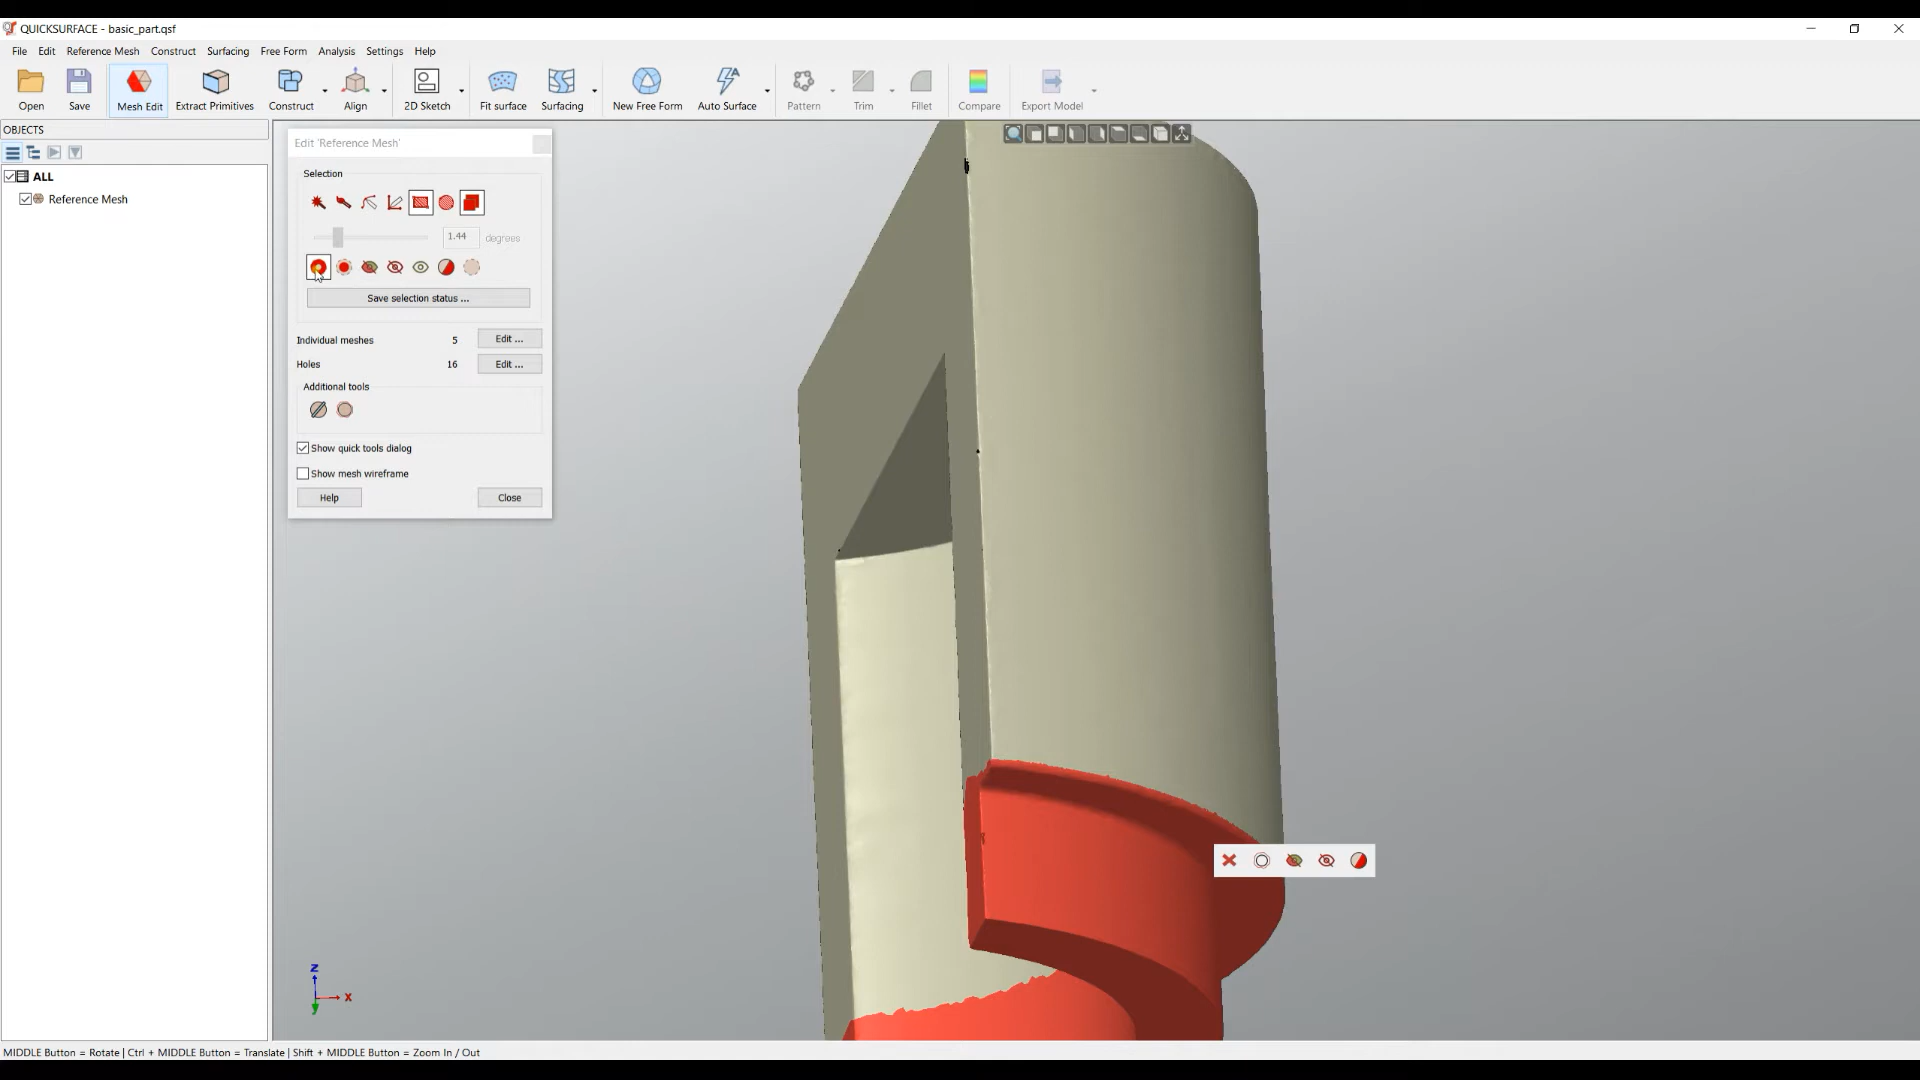 QUICKSURFACE - basic_part.qsf
File Edit Reference Mesh Construct Surfacing Free Form Analysis Settings Help
Open Save Mesh Edit Extract Primitives Construct Align 2D Sketch Fit surface Surfacing New Free Form Auto Surface Pattern Trim Fillet Compare Export Model
OBJECTS
ALL
Reference Mesh
Edit 'Reference Mesh'
Selection
1.44 degrees
Save selection status ...
Individual meshes 5 Edit ...
Holes 16 Edit ...
Additional tools
Show quick tools dialog
Show mesh wireframe
Help Close
z
x
y
MIDDLE Button = Rotate | Ctrl + MIDDLE Button = Translate | Shift + MIDDLE Button = Zoom In / Out